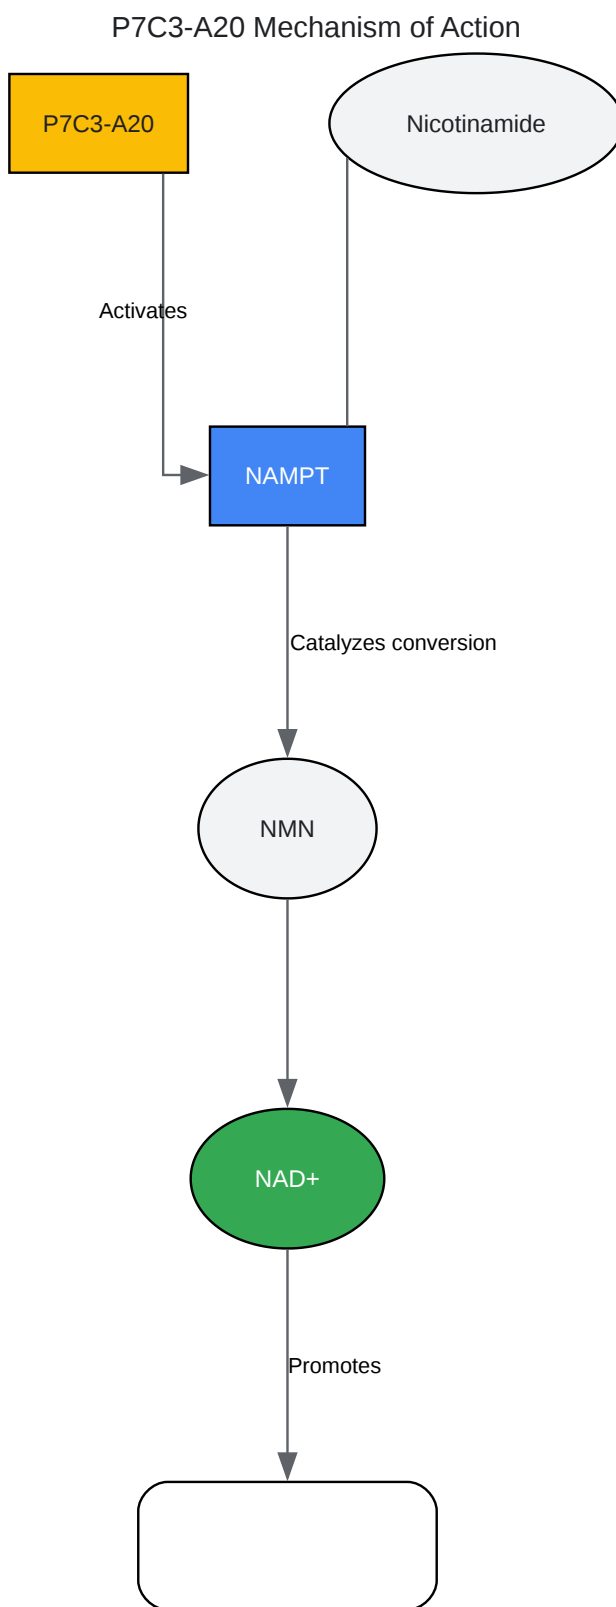 P7C3-A20 Mechanism of Action
P7C3-A20
Nicotinamide
Activates
NAMPT
Catalyzes conversion
NMN
NAD+
Promotes